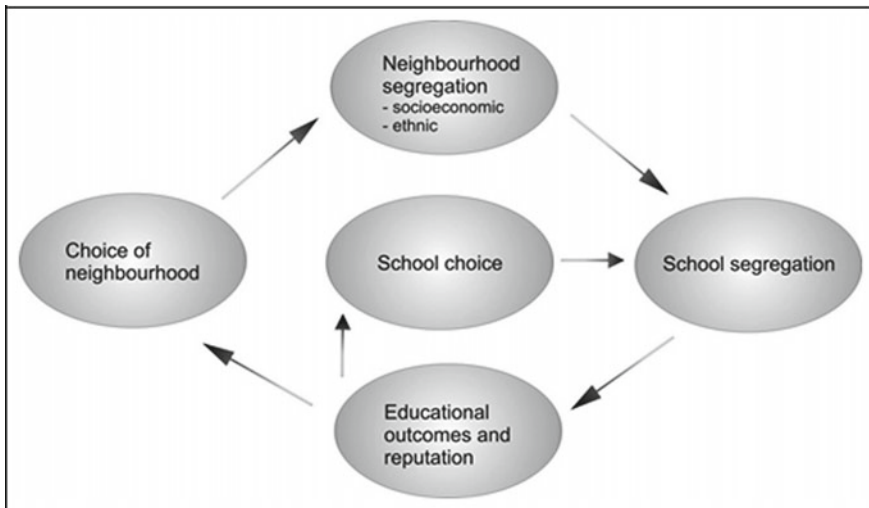 Neighbourhood
segregation
- socioeconomic
- ethnic
Choice of
neighbourhood
School choice
School segregation
Educational
outcomes and
reputation